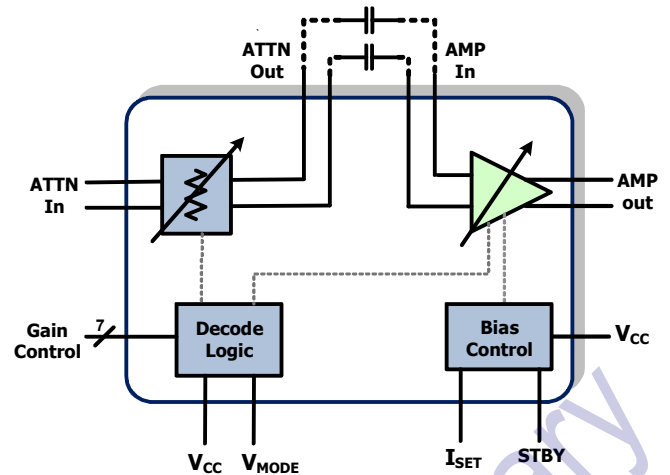 ATTN
Out
AMP
In
ATTN
In
AMP
out
Gain
Control
7
Decode
Logic
Bias
Control
VCC
VCC
VMODE
ISET
STBY